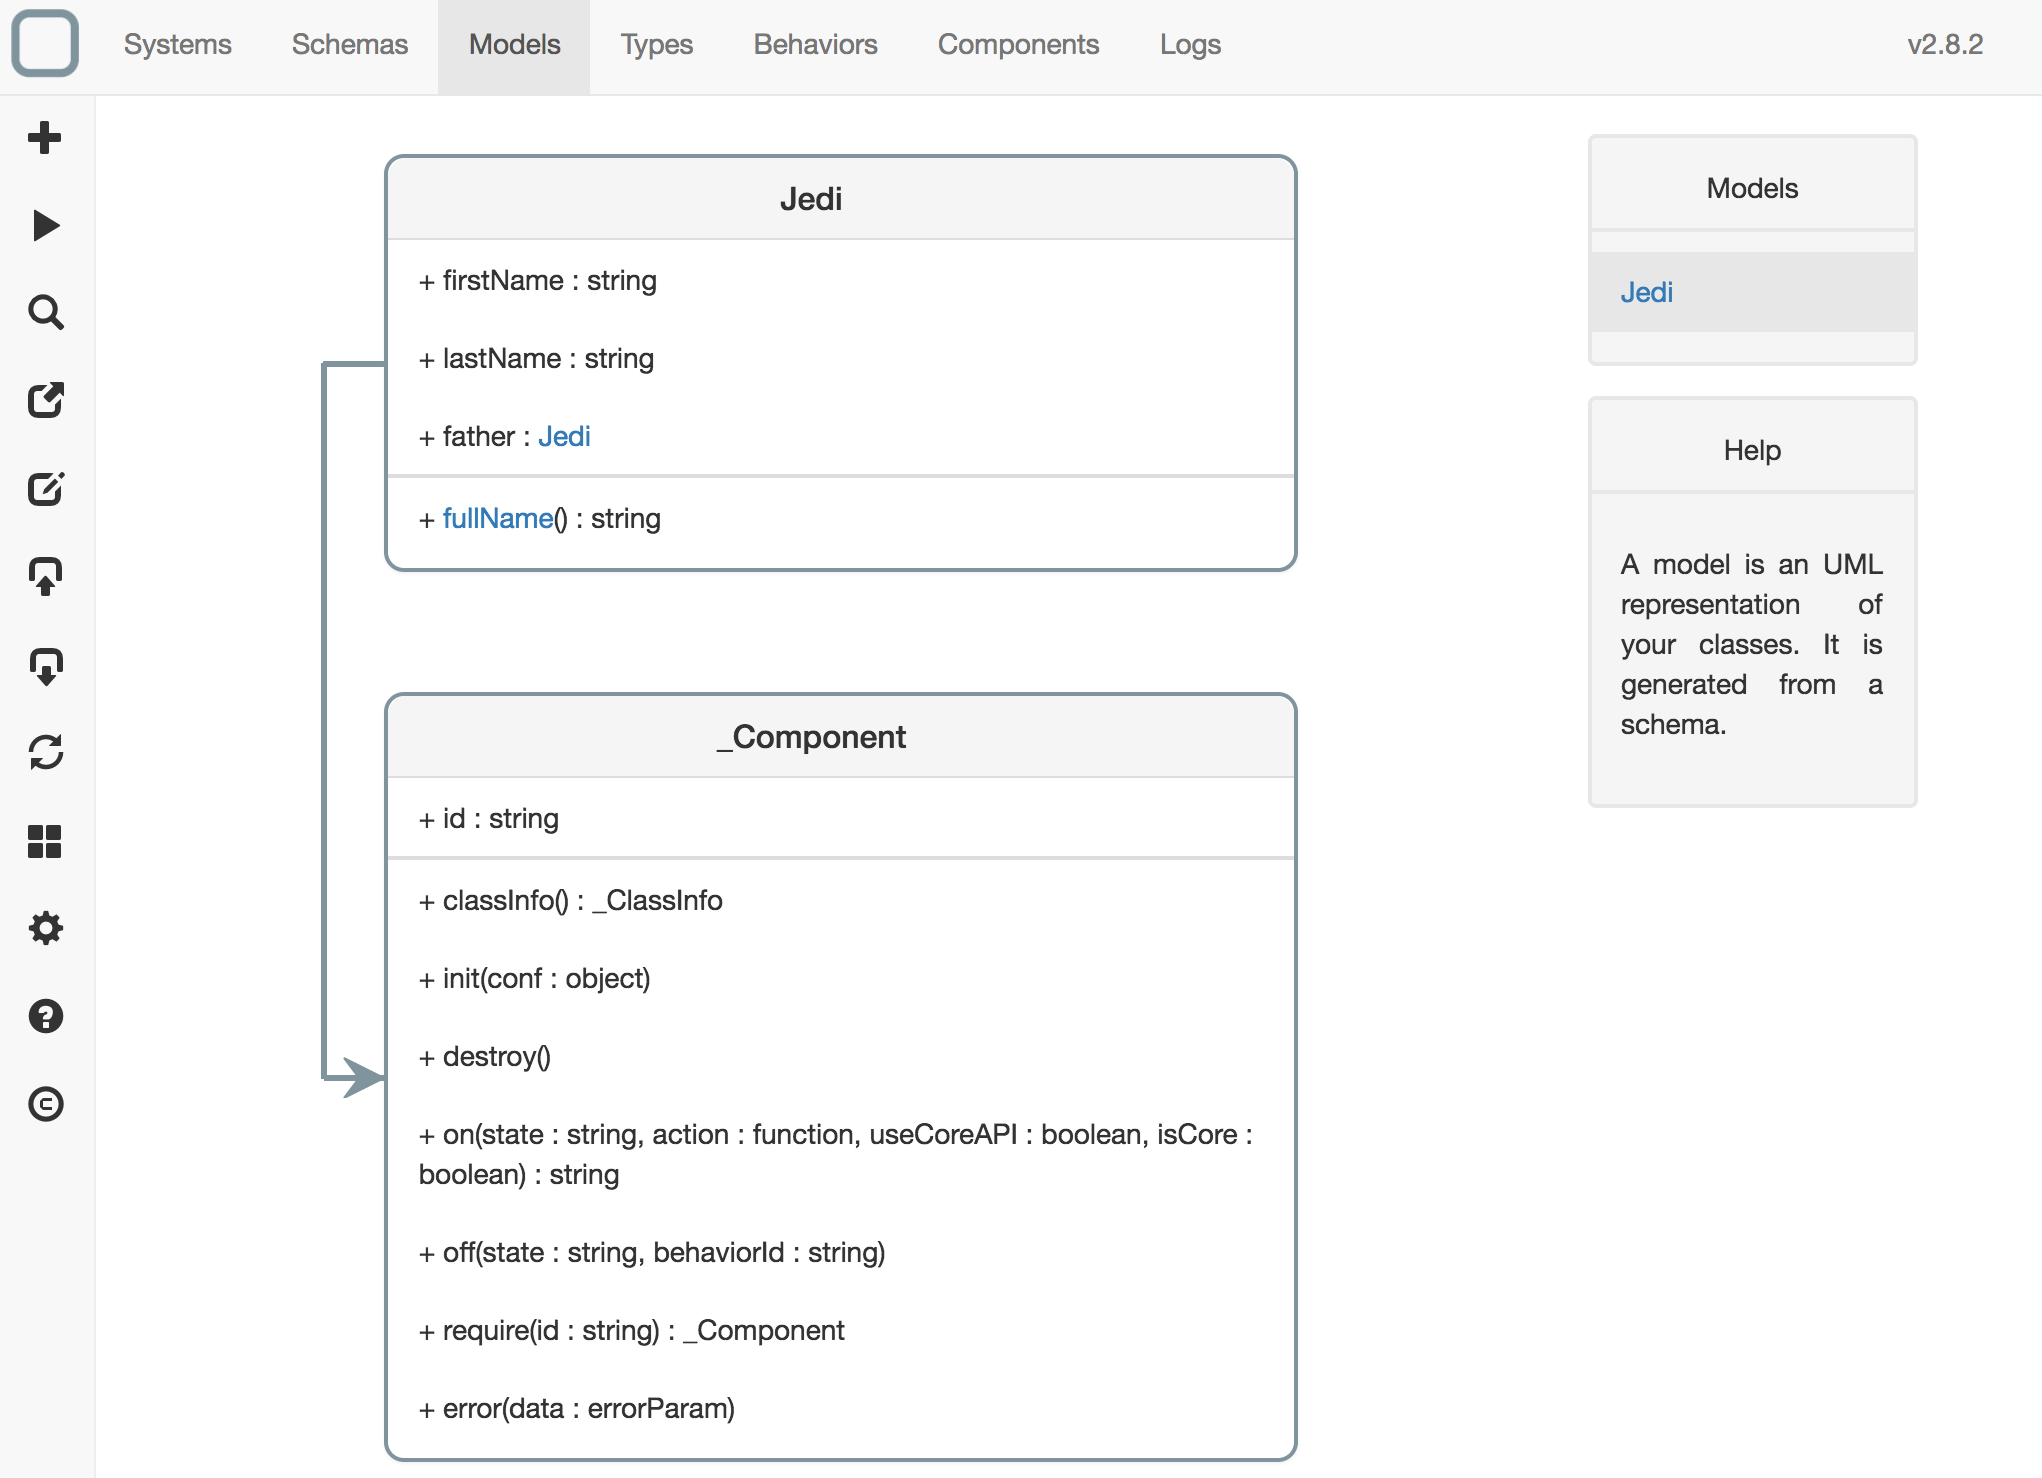 Systems Schemas Models Types Behaviors Components Logs v2.8.2
Jedi
+ firstName : string
+ lastName : string
+ father : Jedi
+ fullName() : string
_Component
+ id : string
+ classInfo() : _ClassInfo
+ init(conf : object)
+ destroy()
+ on(state : string, action : function, useCoreAPI : boolean, isCore :
boolean) : string
+ off(state : string, behaviorId : string)
+ require(id : string) : _Component
+ error(data : errorParam)
Models
Jedi
Help
A model is an UML
representation of
your classes. It is
generated from a
schema.